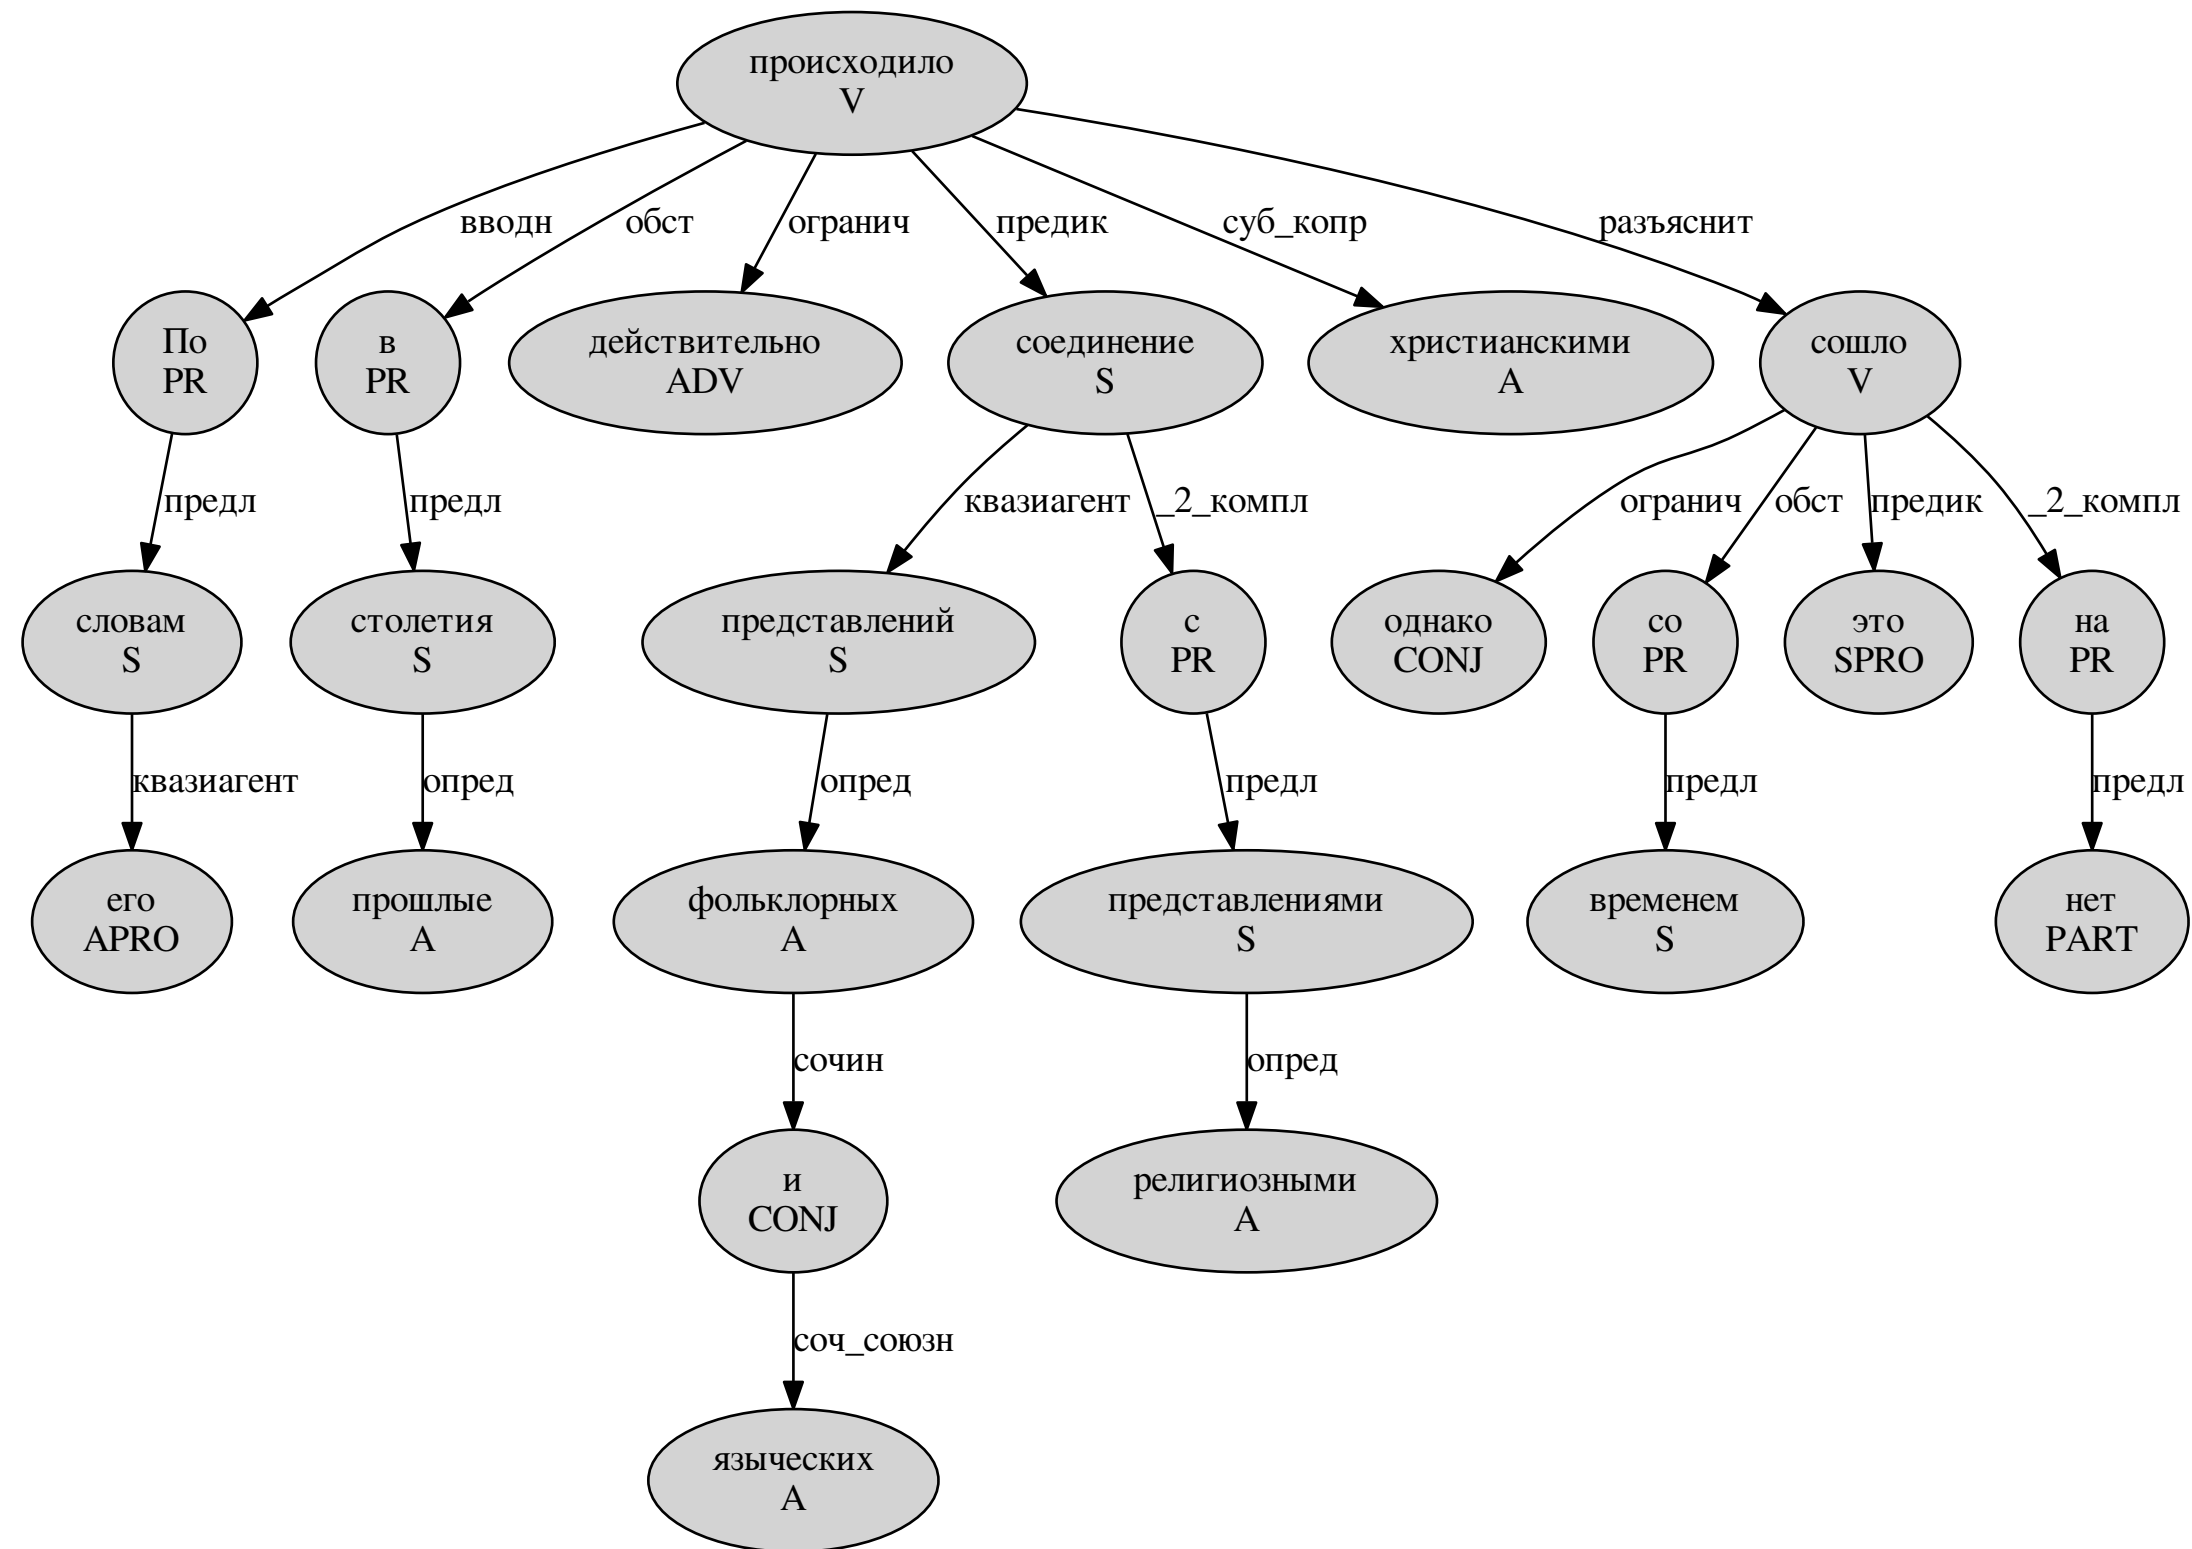 происходило
V
вводн
обст
огранич
предик
суб_копр
разъяснит
По
PR
в
PR
действительно
ADV
соединение
S
христианскими
A
сошло
V
предл
предл
квазиагент
_2_компл
огранич
обст
предик
_2_компл
словам
S
столетия
S
представлений
S
с
PR
однако
CONJ
со
PR
это
SPRO
на
PR
квазиагент
опред
опред
предл
предл
предл
его
APRO
прошлые
A
фольклорных
A
представлениями
S
временем
S
нет
PART
сочин
опред
и
CONJ
религиозными
A
соч_союзн
языческих
A